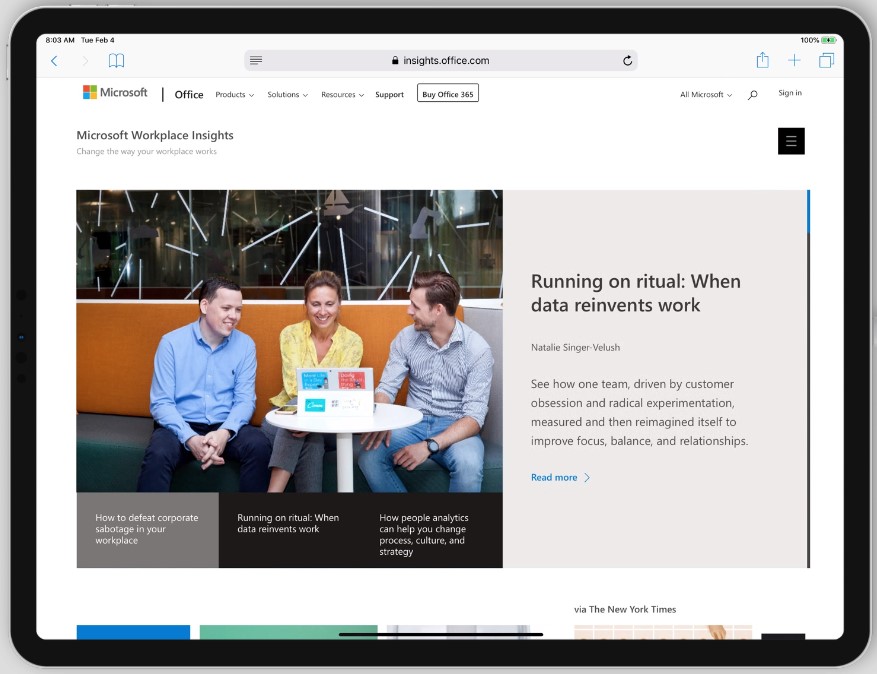 8:03 AM Tue Feb 4
100%
insights.office.com
Microsoft
Office
Products
Solutions
Resources
Support
Buy Office 365
All Microsoft
Sign in
Microsoft Workplace Insights
Change the way your workplace works
Running on ritual: When
data reinvents work
Natalie Singer-Velush
See how one team, driven by customer
obsession and radical experimentation,
measured and then reimagined itself to
improve focus, balance, and relationships.
Read more
How to defeat corporate
sabotage in your
workplace
Running on ritual: When
data reinvents work
How people analytics
can help you change
process, culture, and
strategy
via The New York Times